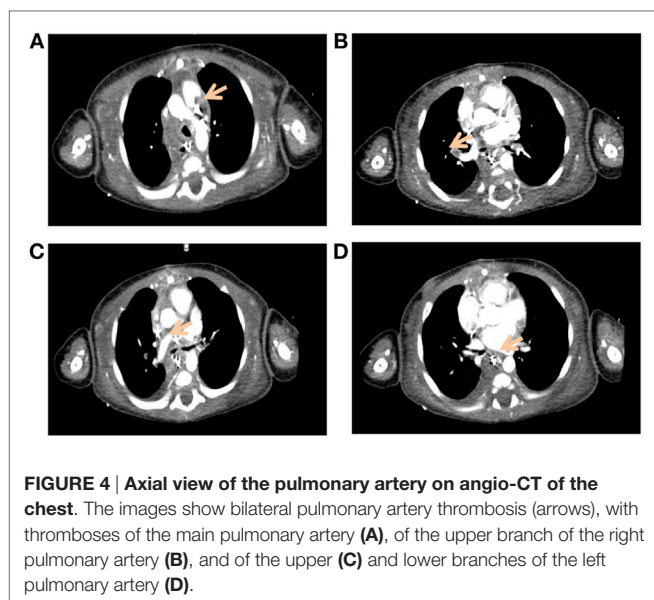 A
B
C
D
FIGURE 4 | Axial view of the pulmonary artery on angio-CT of the
chest. The images show bilateral pulmonary artery thrombosis (arrows), with
thromboses of the main pulmonary artery (A), of the upper branch of the right
pulmonary artery (B), and of the upper (C) and lower branches of the left
pulmonary artery (D).